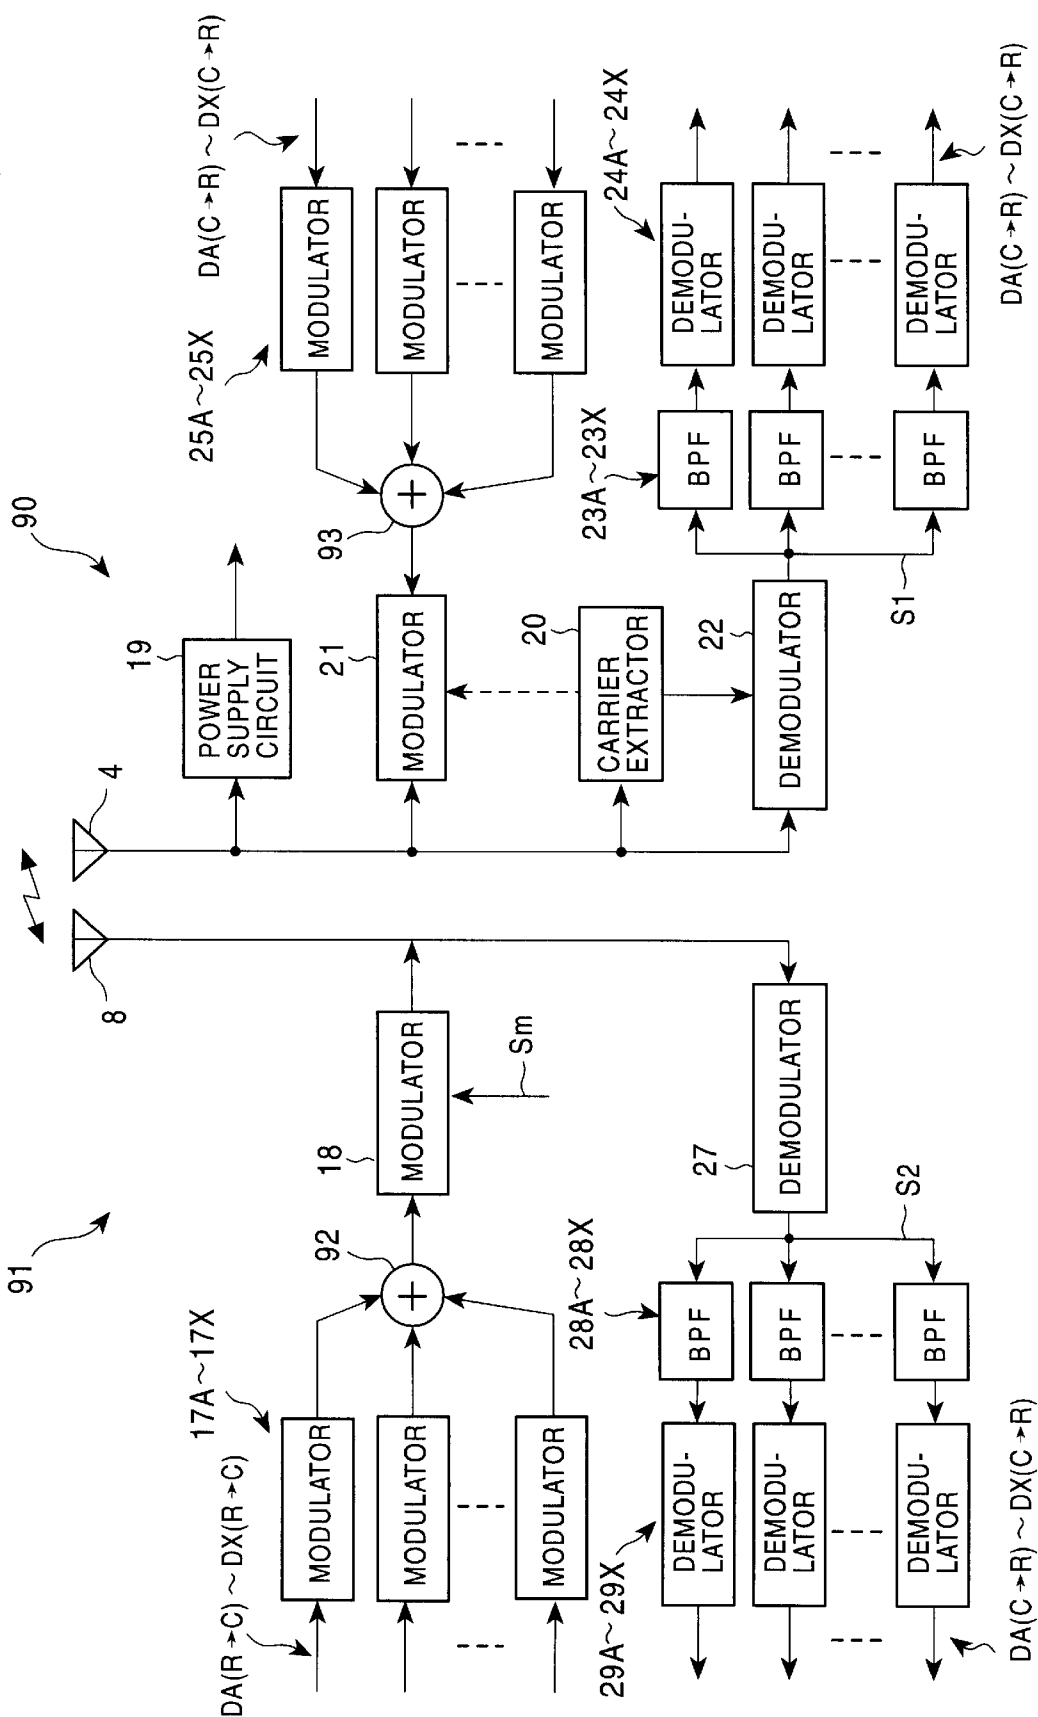 91
90
8
4
DA(R→C)～DX(R→C)
17A～17X
MODULATOR
MODULATOR
MODULATOR
92
+
18
MODULATOR
Sm
19
POWER
SUPPLY
CIRCUIT
21
MODULATOR
93
+
25A～25X
MODULATOR
MODULATOR
MODULATOR
DA(C→R)～DX(C→R)
20
CARRIER
EXTRACTOR
29A～29X
DEMODU-
LATOR
DEMODU-
LATOR
DEMODU-
LATOR
DA(C→R)～DX(C→R)
28A～28X
BPF
BPF
BPF
S2
27
DEMODULATOR
22
DEMODULATOR
S1
23A～23X
BPF
BPF
BPF
24A～24X
DEMODU-
LATOR
DEMODU-
LATOR
DEMODU-
LATOR
DA(C→R)～DX(C→R)